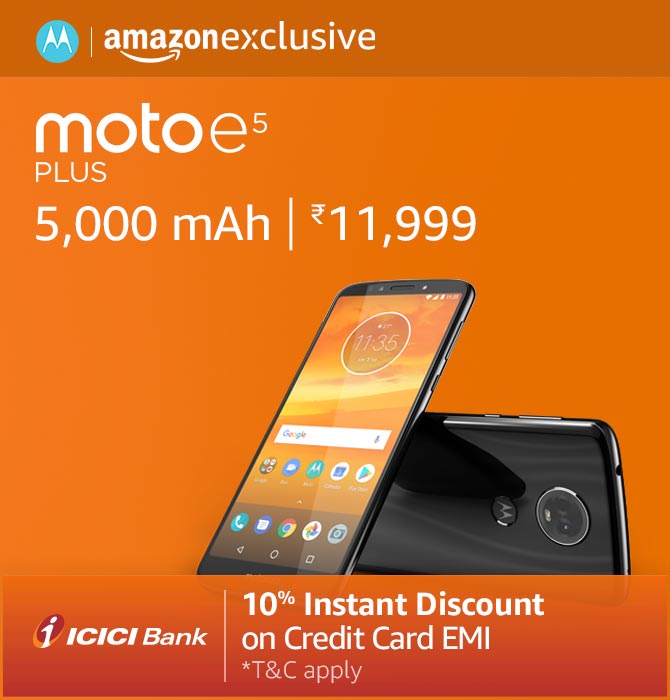 amazonexclusive
moto e5
PLUS
5,000 mAh | ₹11,999
11:35
Google
ICICI Bank
10% Instant Discount
on Credit Card EMI
*T&C apply